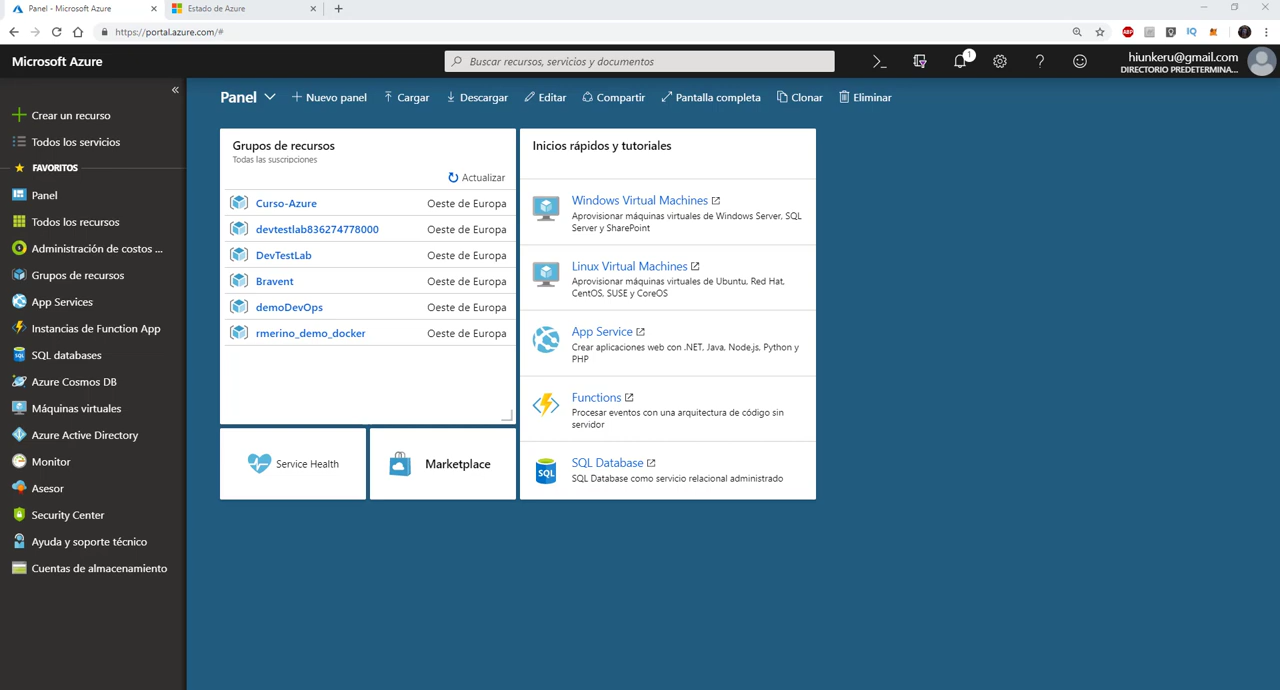 Panel - Microsoft Azure
Estado de Azure
https://portal.azure.com/#
ABP
IQ
Microsoft Azure
Buscar recursos, servicios y documentos
1
hiunkeru@gmail.com
DIRECTORIO PREDETERMINA...
Crear un recurso
Todos los servicios
FAVORITOS
Panel
Todos los recursos
Administración de costos ...
Grupos de recursos
App Services
Instancias de Function App
SQL databases
Azure Cosmos DB
Máquinas virtuales
Azure Active Directory
Monitor
Asesor
Security Center
Ayuda y soporte técnico
Cuentas de almacenamiento
Panel
Nuevo panel
Cargar
Descargar
Editar
Compartir
Pantalla completa
Clonar
Eliminar
Grupos de recursos
Todas las suscripciones
Actualizar
Curso-Azure Oeste de Europa
devtestlab836274778000 Oeste de Europa
DevTestLab Oeste de Europa
Bravent Oeste de Europa
demoDevOps Oeste de Europa
rmerino_demo_docker Oeste de Europa
Service Health
Marketplace
Inicios rápidos y tutoriales
Windows Virtual Machines
Aprovisionar máquinas virtuales de Windows Server, SQL
Server y SharePoint
Linux Virtual Machines
Aprovisionar máquinas virtuales de Ubuntu, Red Hat,
CentOS, SUSE y CoreOS
App Service
Crear aplicaciones web con .NET, Java, Node.js, Python y
PHP
Functions
Procesar eventos con una arquitectura de código sin
servidor
SQL
SQL Database
SQL Database como servicio relacional administrado